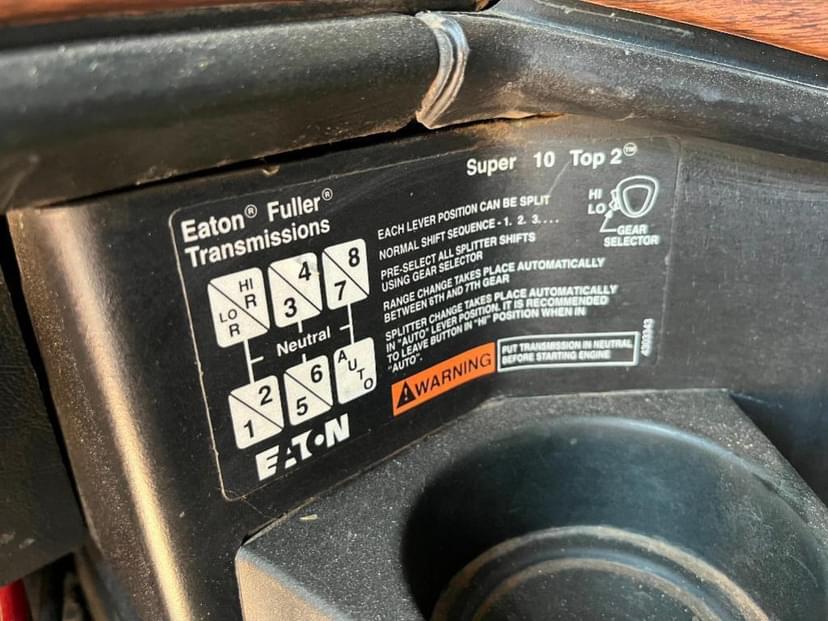 Super 10 Top 2™
Eaton® Fuller®
Transmissions
HI
LO
GEAR
SELECTOR
EACH LEVER POSITION CAN BE SPLIT
NORMAL SHIFT SEQUENCE - 1. 2. 3. . . .
PRE-SELECT ALL SPLITTER SHIFTS
USING GEAR SELECTOR
RANGE CHANGE TAKES PLACE AUTOMATICALLY
BETWEEN 6TH AND 7TH GEAR
SPLITTER CHANGE TAKES PLACE AUTOMATICALLY
IN "AUTO" LEVER POSITION. IT IS RECOMMENDED
TO LEAVE BUTTON IN "HI" POSITION WHEN IN
"AUTO".
HI R
LO R
4
3
8
7
Neutral
2
1
6
5
AUTO
WARNING
PUT TRANSMISSION IN NEUTRAL
BEFORE STARTING ENGINE
4303343
EATON